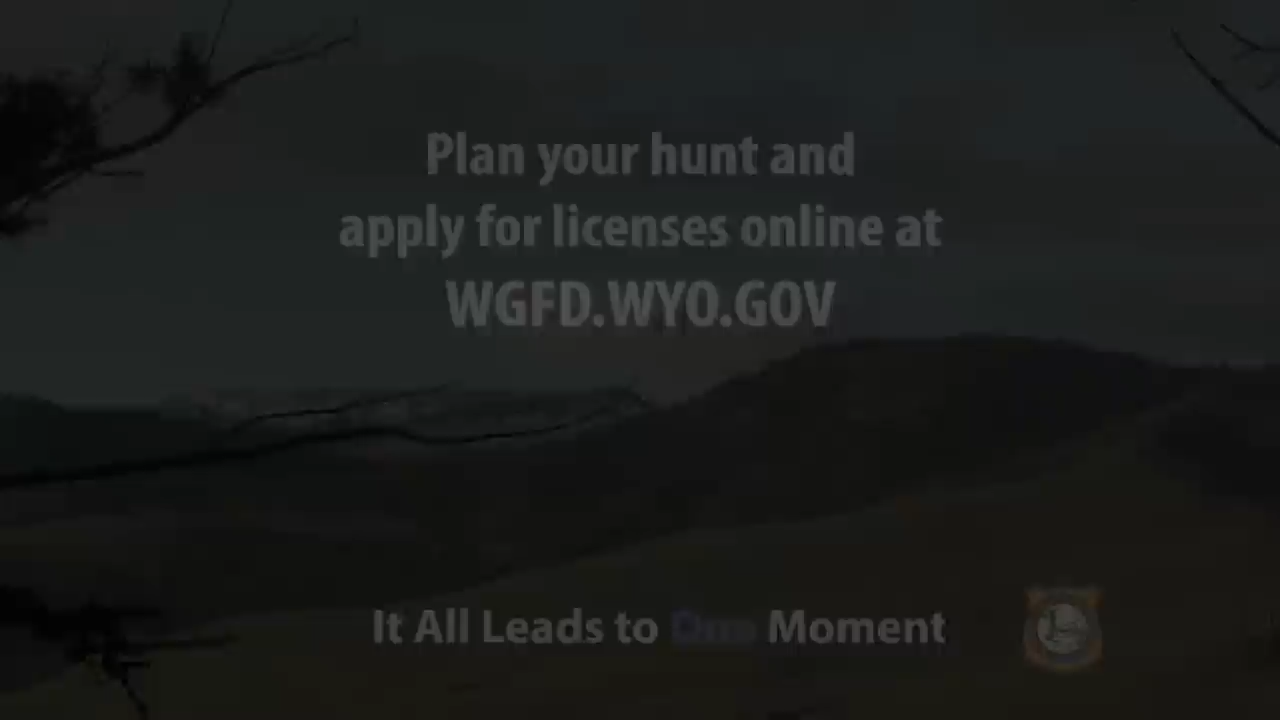 Plan your hunt and
apply for licenses online at
WGFD.WYO.GOV
It All Leads to One Moment